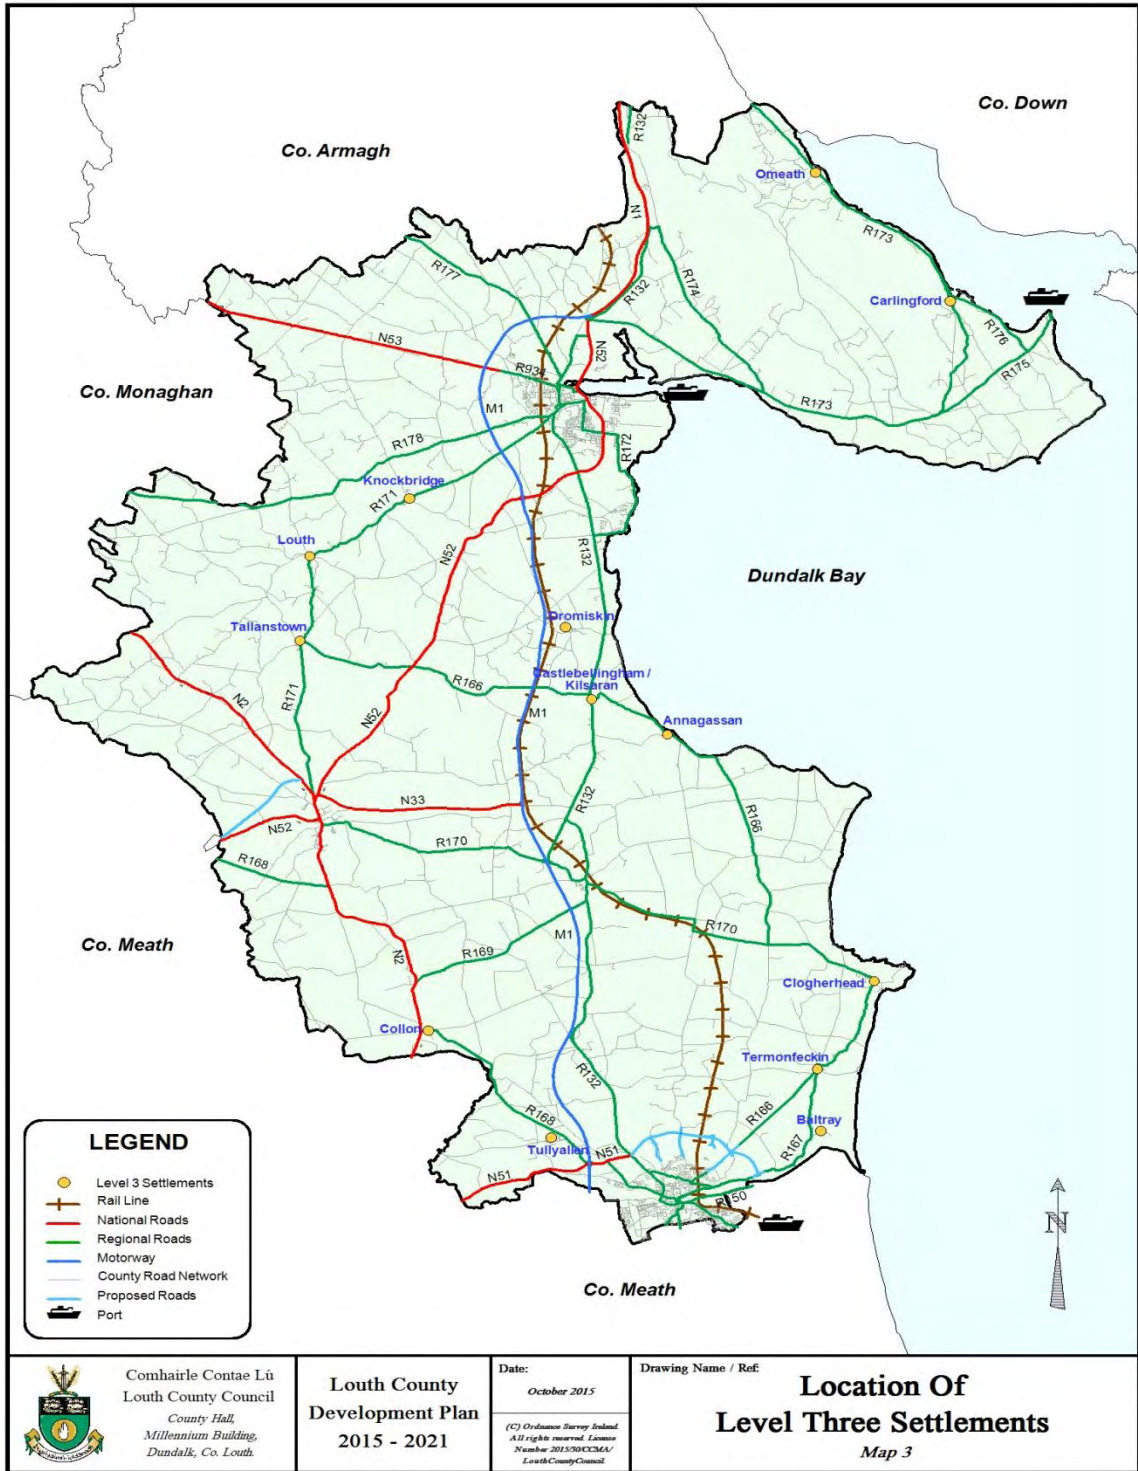 Co. Down
Co. Armagh
R132
Omeath
N1
R173
R177
R174
R132
Carlingford
R176
N53
N52
R175
R934
Co. Monaghan
R173
M1
R178
R172
Knockbridge
R171
Louth
N52
R132
Dundalk Bay
Dromiskin
Tallanstown
Castlebellingham /
Kilsaran
R166
R171
N2
N52
M1
Annagassan
N33
R132
R166
N52
R170
R168
R170
Co. Meath
M1
R169
N2
Clogherhead
Collon
Termonfeckin
R132
R166
R168
Baltray
Tullyallen
N51
R167
N51
R150
N
Co. Meath
LEGEND
Level 3 Settlements
Rail Line
National Roads
Regional Roads
Motorway
County Road Network
Proposed Roads
Port
Comhairle Contae Lú
Louth County Council
County Hall,
Millennium Building,
Dundalk, Co. Louth.
Louth County
Development Plan
2015 - 2021
Date:
October 2015
(C) Ordnance Survey Ireland.
All rights reserved. License
Number 2015/30/CCMA/
LouthCountyCouncil
Drawing Name / Ref:
Location Of
Level Three Settlements
Map 3